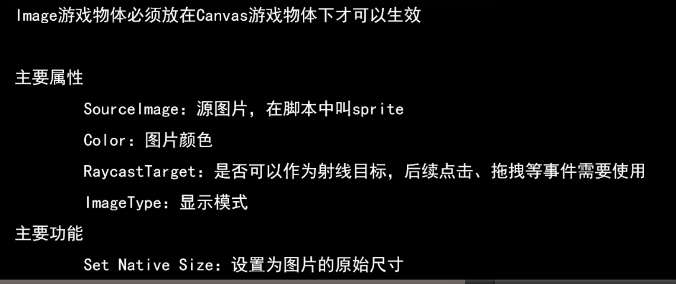 Image游戏物体必须放在Canvas游戏物体下才可以生效
主要属性
SourceImage：源图片，在脚本中叫sprite
Color：图片颜色
RaycastTarget：是否可以作为射线目标，后续点击、拖拽等事件需要使用
ImageType：显示模式
主要功能
Set Native Size：设置为图片的原始尺寸